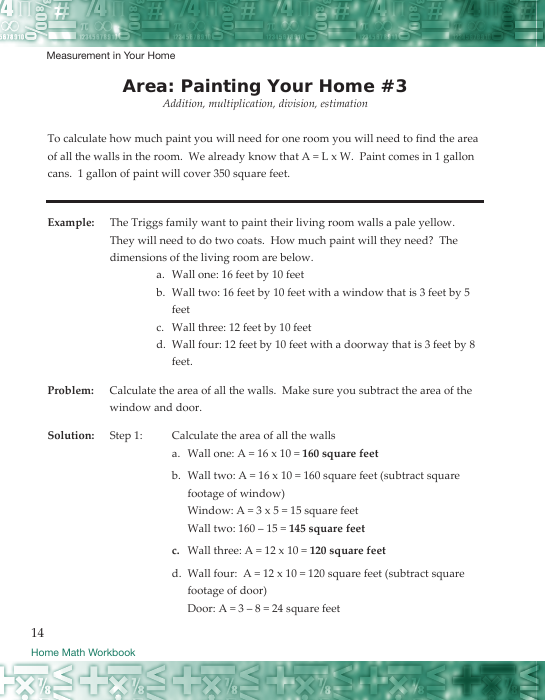 Measurement in Your Home
Area: Painting Your Home #3
Addition, multiplication, division, estimation
To calculate how much paint you will need for one room you will need to find the area
of all the walls in the room. We already know that A = L x W. Paint comes in 1 gallon
cans. 1 gallon of paint will cover 350 square feet.
Example: The Triggs family want to paint their living room walls a pale yellow.
They will need to do two coats. How much paint will they need? The
dimensions of the living room are below.
a. Wall one: 16 feet by 10 feet
b. Wall two: 16 feet by 10 feet with a window that is 3 feet by 5
feet
c. Wall three: 12 feet by 10 feet
d. Wall four: 12 feet by 10 feet with a doorway that is 3 feet by 8
feet.
Problem: Calculate the area of all the walls. Make sure you subtract the area of the
window and door.
Solution: Step 1: Calculate the area of all the walls
a. Wall one: A = 16 x 10 = 160 square feet
b. Wall two: A = 16 x 10 = 160 square feet (subtract square
footage of window)
Window: A = 3 x 5 = 15 square feet
Wall two: 160 – 15 = 145 square feet
c. Wall three: A = 12 x 10 = 120 square feet
d. Wall four: A = 12 x 10 = 120 square feet (subtract square
footage of door)
Door: A = 3 – 8 = 24 square feet
14
Home Math Workbook